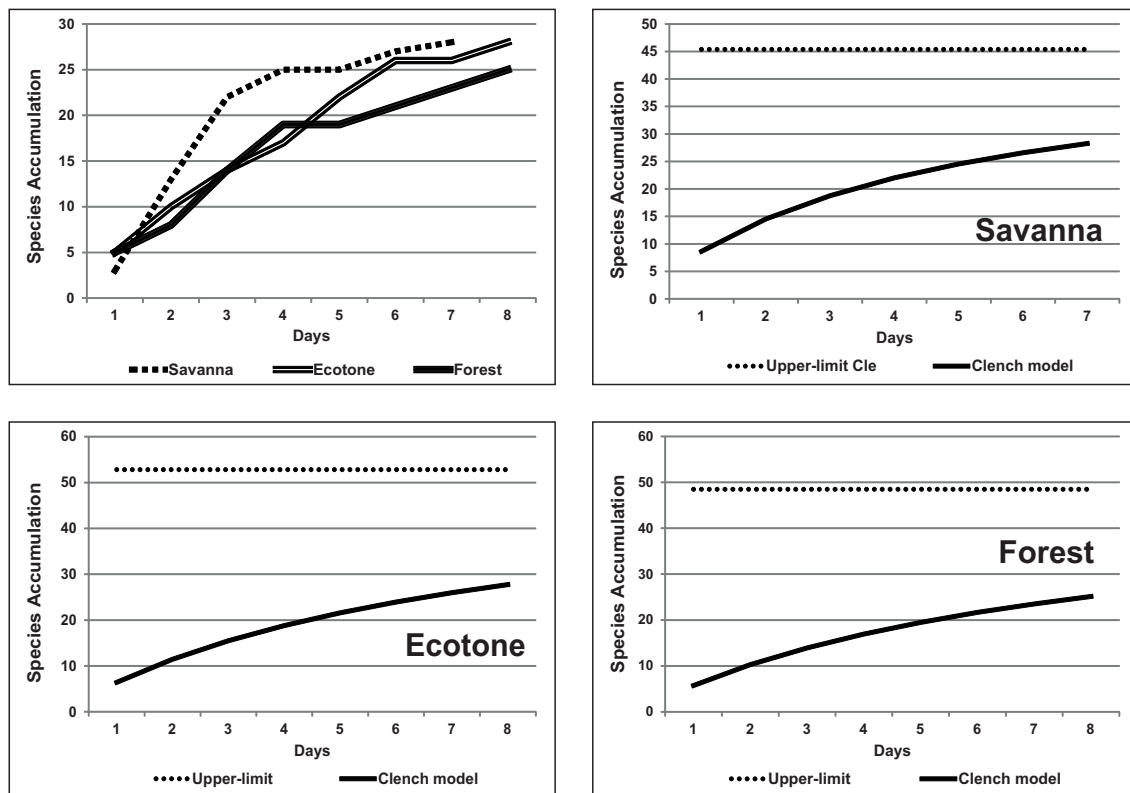 30
25
20
15
10
5
0
Species Accumulation
1 2 3 4 5 6 7 8
Days
Savanna Ecotone Forest
50
45
40
35
30
25
20
15
10
5
0
Species Accumulation
Savanna
1 2 3 4 5 6 7
Days
Upper-limit Cle Clench model
60
50
40
30
20
10
0
Species Accumulation
Ecotone
1 2 3 4 5 6 7 8
Days
Upper-limit Clench model
60
50
40
30
20
10
0
Species Accumulation
Forest
1 2 3 4 5 6 7 8
Days
Upper-limit Clench model